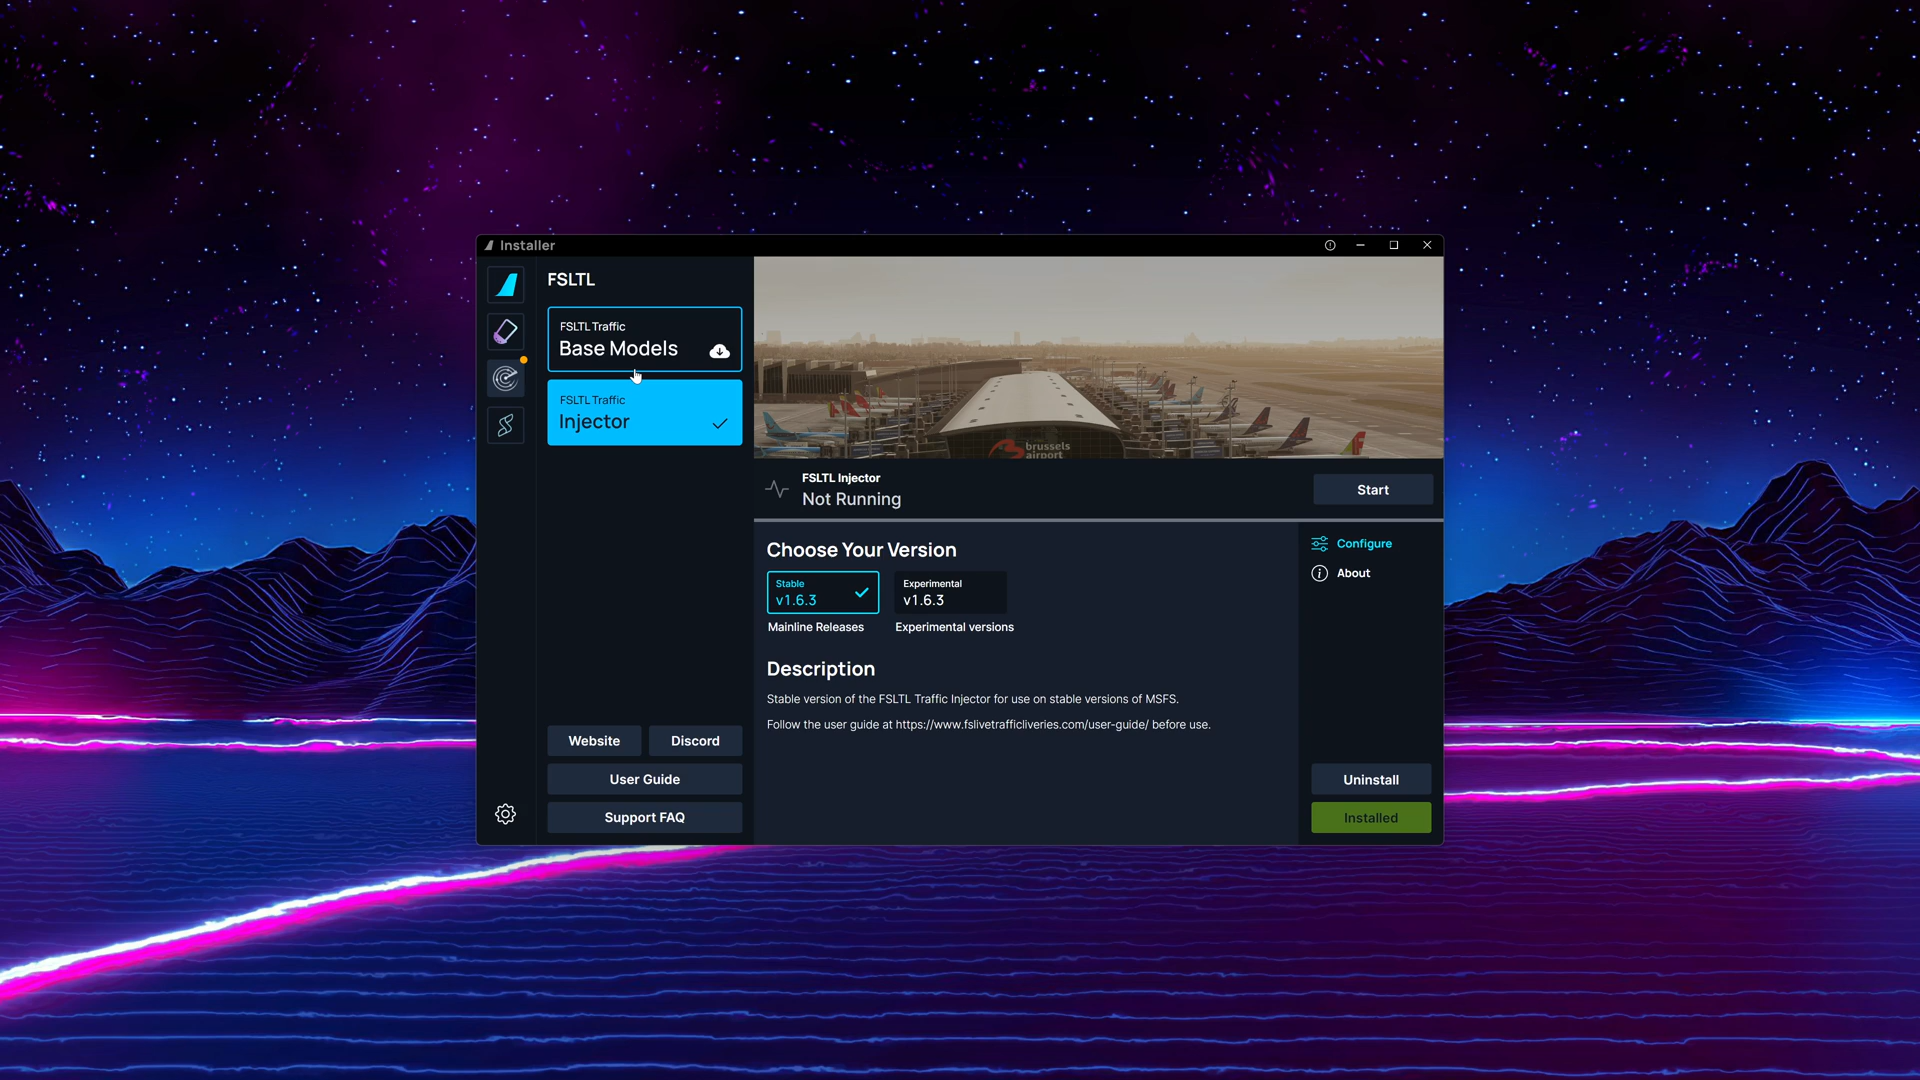 Installer
FSLTL
FSLTL Traffic
Base Models
FSLTL Traffic
Injector
Website
Discord
User Guide
Support FAQ
brussels
airport
FSLTL Injector
Not Running
Start
Choose Your Version
Stable
v1.6.3
Mainline Releases
Experimental
v1.6.3
Experimental versions
Description
Stable version of the FSLTL Traffic Injector for use on stable versions of MSFS.
Follow the user guide at https://www.fslivetrafficliveries.com/user-guide/ before use.
Configure
About
Uninstall
Installed